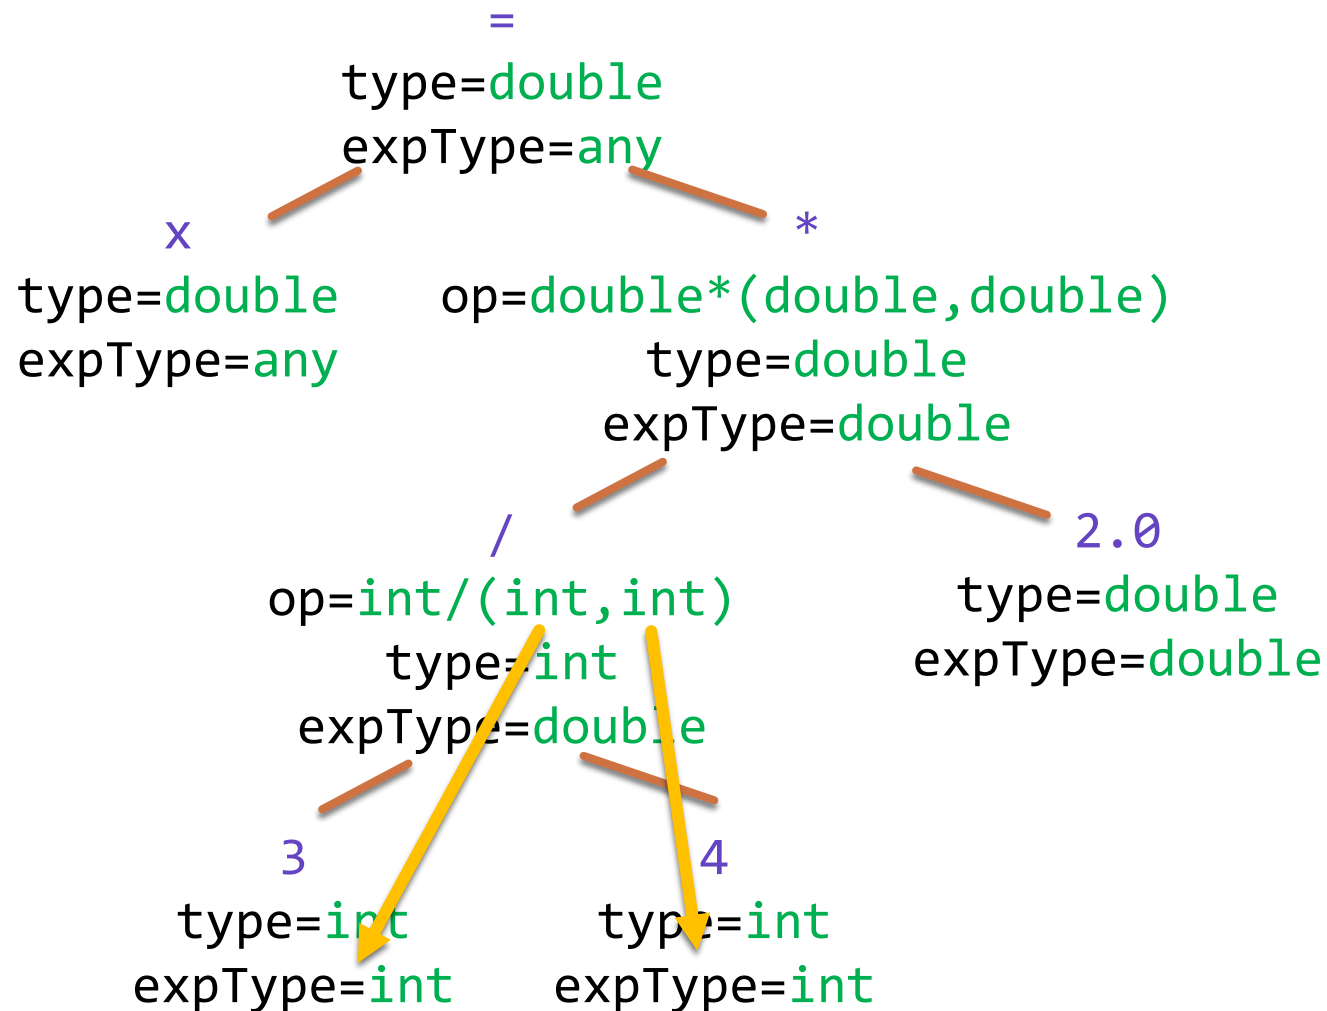 =
type=double
expType=any
x
type=double
expType=any
*
op=double*(double,double)
type=double
expType=double
/
op=int/(int,int)
type=int
expType=double
2.0
type=double
expType=double
3
type=int
expType=int
4
type=int
expType=int